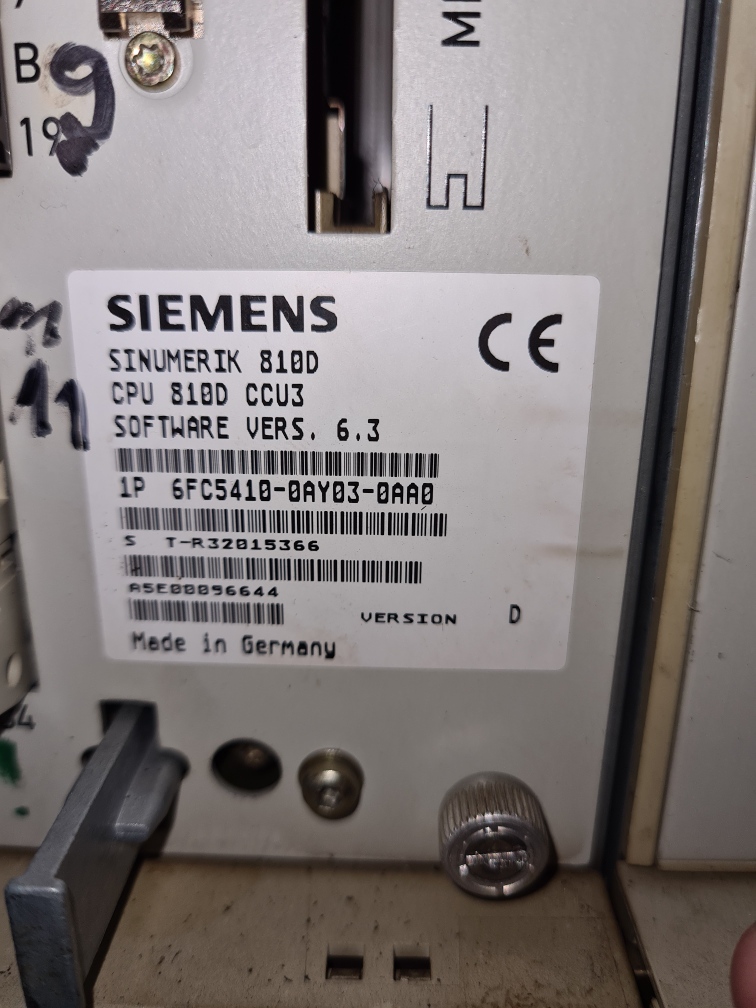 B
19
9
SIEMENS
CE
SINUMERIK 810D
CPU 810D CCU3
SOFTWARE VERS. 6.3
1P 6FC5410-0AY03-0AA0
S T-R32015366
A5E00096644
VERSION D
Made in Germany